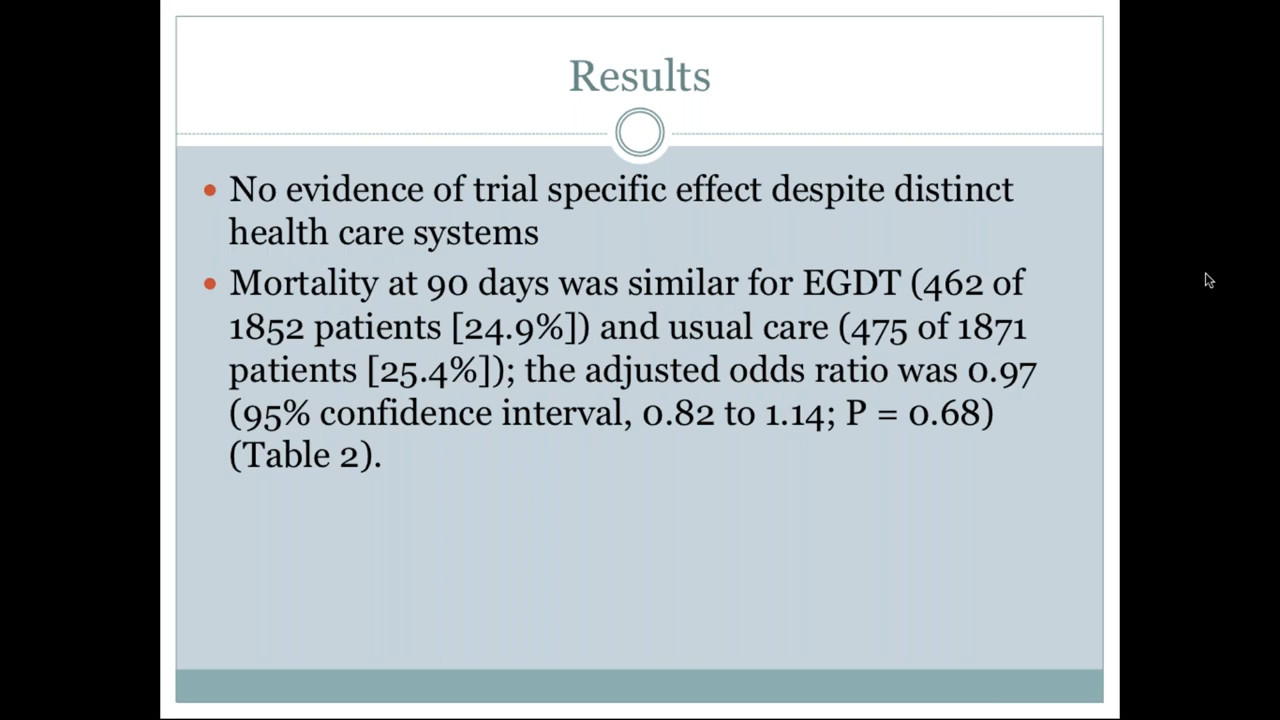 Results
No evidence of trial specific effect despite distinct
health care systems
Mortality at 90 days was similar for EGDT (462 of
1852 patients [24.9%]) and usual care (475 of 1871
patients [25.4%]); the adjusted odds ratio was 0.97
(95% confidence interval, 0.82 to 1.14; P = 0.68)
(Table 2).